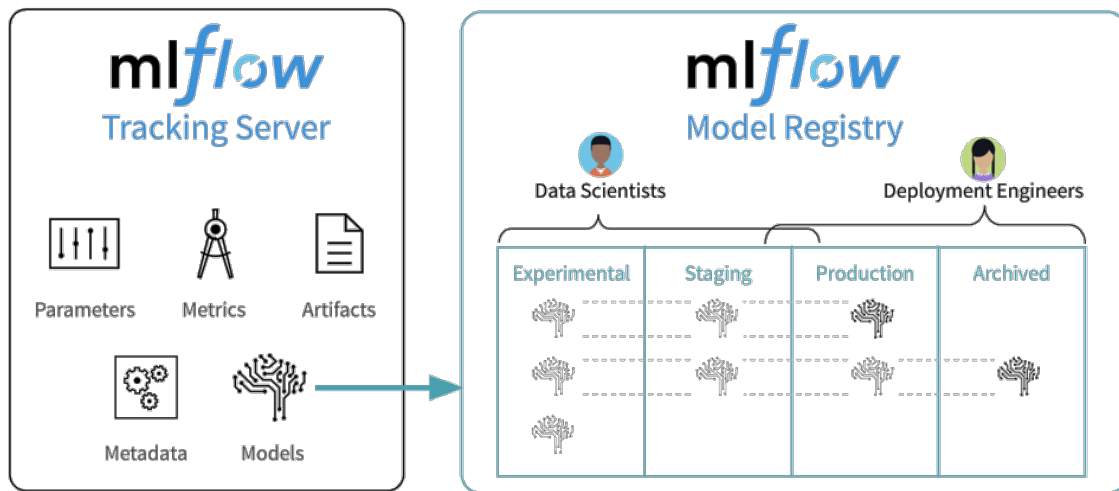 mlflow
Tracking Server
Parameters
Metrics
Artifacts
Metadata
Models
mlflow
Model Registry
Data Scientists
Deployment Engineers
Experimental
Staging
Production
Archived